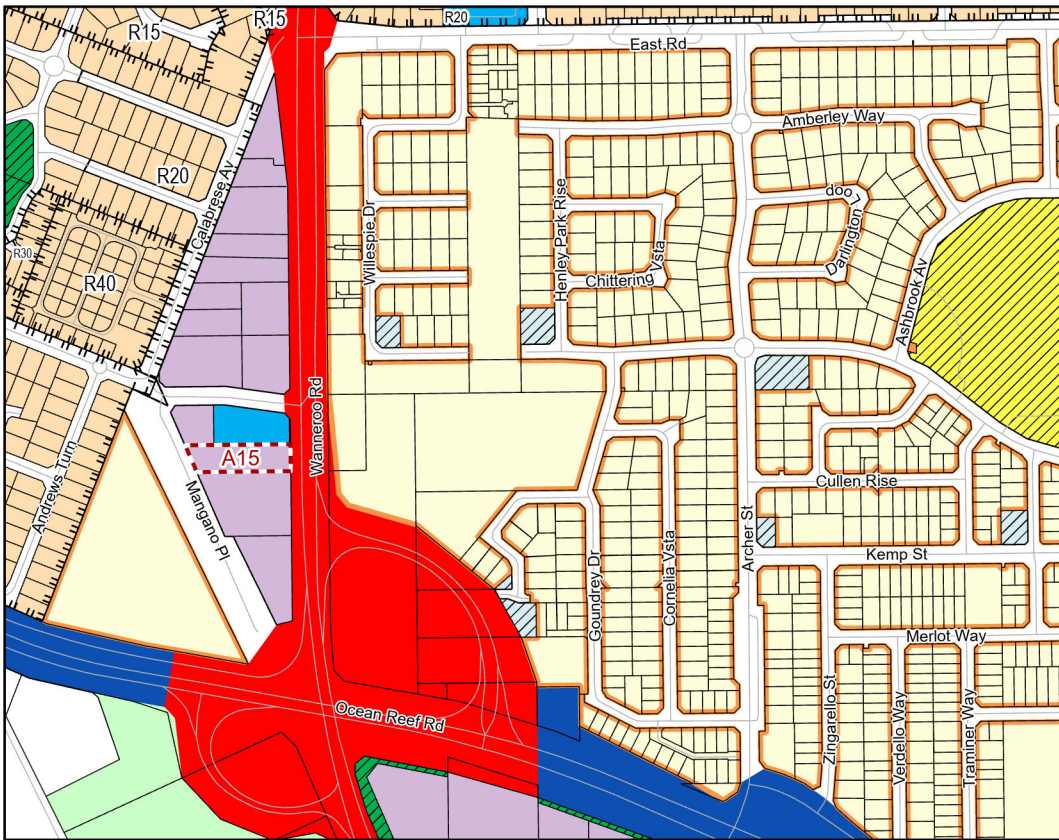 R15
R20
R15
East Rd
Amberley Way
R20
Calabrese Av
Willespie Dr
Henley Park Rise
Chittering Vsta
Darlington Loop
Ashbrook Av
R30
R40
Wanneroo Rd
A15
Andrews Turn
Mangano Pl
Goundrey Dr
Cornelia Vsta
Archer St
Cullen Rise
Kemp St
Merlot Way
Ocean Reef Rd
Zingarello St
Verdello Way
Traminer Way